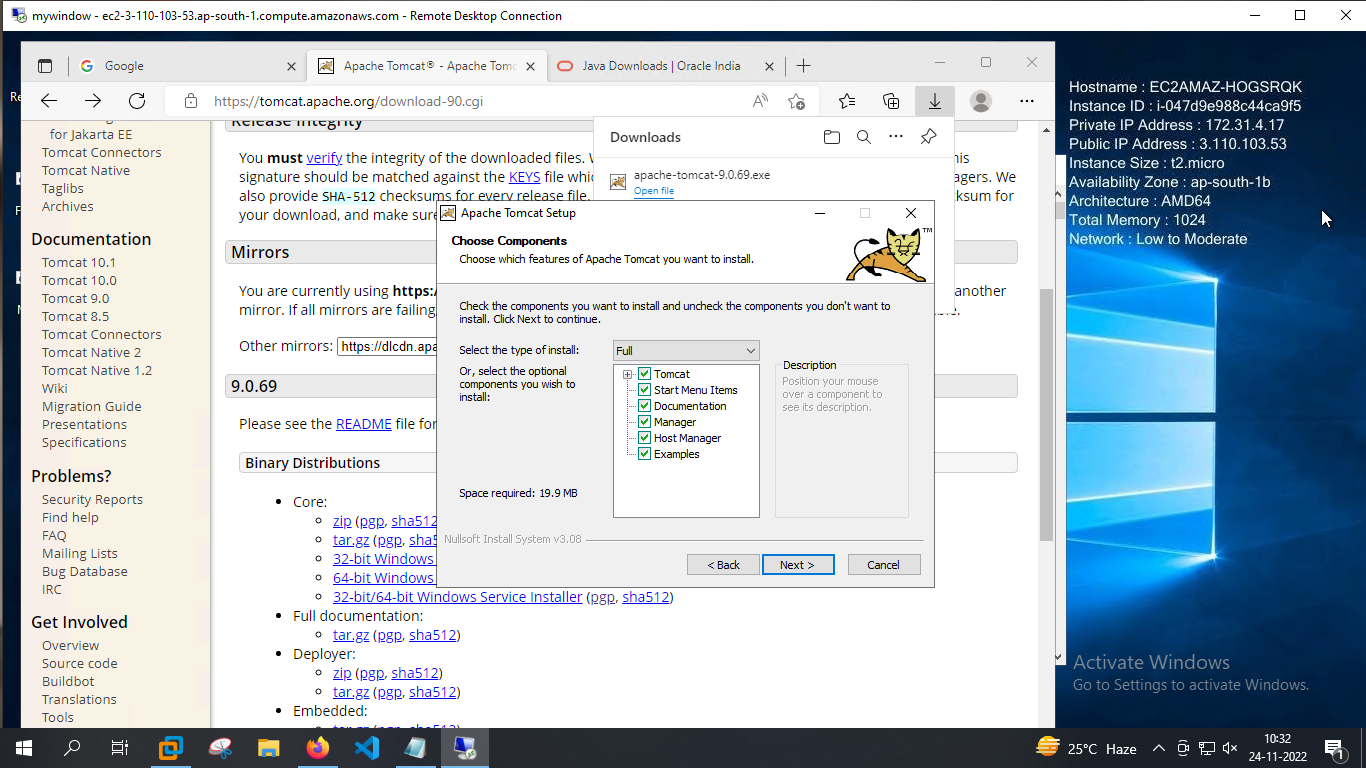 mywindow - ec2-3-110-103-53.ap-south-1.compute.amazonaws.com - Remote Desktop Connection
Google
Apache Tomcat® - Apache Tomc
Java Downloads | Oracle India
https://tomcat.apache.org/download-90.cgi
Re
F
M
for Jakarta EE
Tomcat Connectors
Tomcat Native
Taglibs
Archives
Documentation
Tomcat 10.1
Tomcat 10.0
Tomcat 9.0
Tomcat 8.5
Tomcat Connectors
Tomcat Native 2
Tomcat Native 1.2
Wiki
Migration Guide
Presentations
Specifications
Problems?
Security Reports
Find help
FAQ
Mailing Lists
Bug Database
IRC
Get Involved
Overview
Source code
Buildbot
Translations
Tools
Release Integrity
You must verify the integrity of the downloaded files. W
his
signature should be matched against the KEYS file whic
agers. We
also provide SHA-512 checksums for every release file.
cksum for
your download, and make sure
Mirrors
You are currently using https:/
another
mirror. If all mirrors are failing
Other mirrors: https://dlcdn.apa
9.0.69
Please see the README file for
Binary Distributions
• Core:
zip (pgp, sha512
tar.gz (pgp, sha5
32-bit Windows
64-bit Windows
32-bit/64-bit Windows Service Installer (pgp, sha512)
• Full documentation:
tar.gz (pgp, sha512)
• Deployer:
zip (pgp, sha512)
tar.gz (pgp, sha512)
• Embedded:
tar.gz (pgp, sha512)
Downloads
apache-tomcat-9.0.69.exe
Open file
Apache Tomcat Setup
Choose Components
Choose which features of Apache Tomcat you want to install.
TM
Check the components you want to install and uncheck the components you don't want to
install. Click Next to continue.
Select the type of install:
Full
Or, select the optional
components you wish to
install:
Tomcat
Start Menu Items
Documentation
Manager
Host Manager
Examples
Description
Position your mouse
over a component to
see its description.
Space required: 19.9 MB
Nullsoft Install System v3.08
< Back
Next >
Cancel
Hostname : EC2AMAZ-HOGSRQK
Instance ID : i-047d9e988c44ca9f5
Private IP Address : 172.31.4.17
Public IP Address : 3.110.103.53
Instance Size : t2.micro
Availability Zone : ap-south-1b
Architecture : AMD64
Total Memory : 1024
Network : Low to Moderate
Activate Windows
Go to Settings to activate Windows.
25°C Haze
10:32
24-11-2022
1